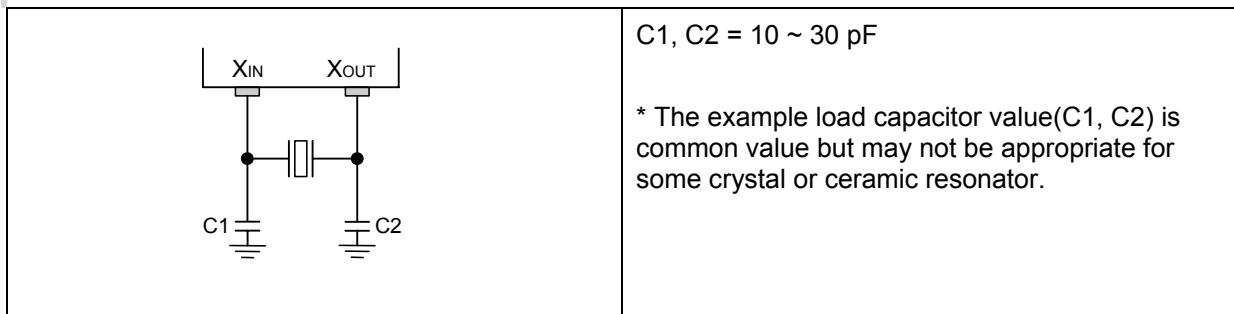 XIN XOUT
C1 C2
C1, C2 = 10 ~ 30 pF
* The example load capacitor value(C1, C2) is
common value but may not be appropriate for
some crystal or ceramic resonator.